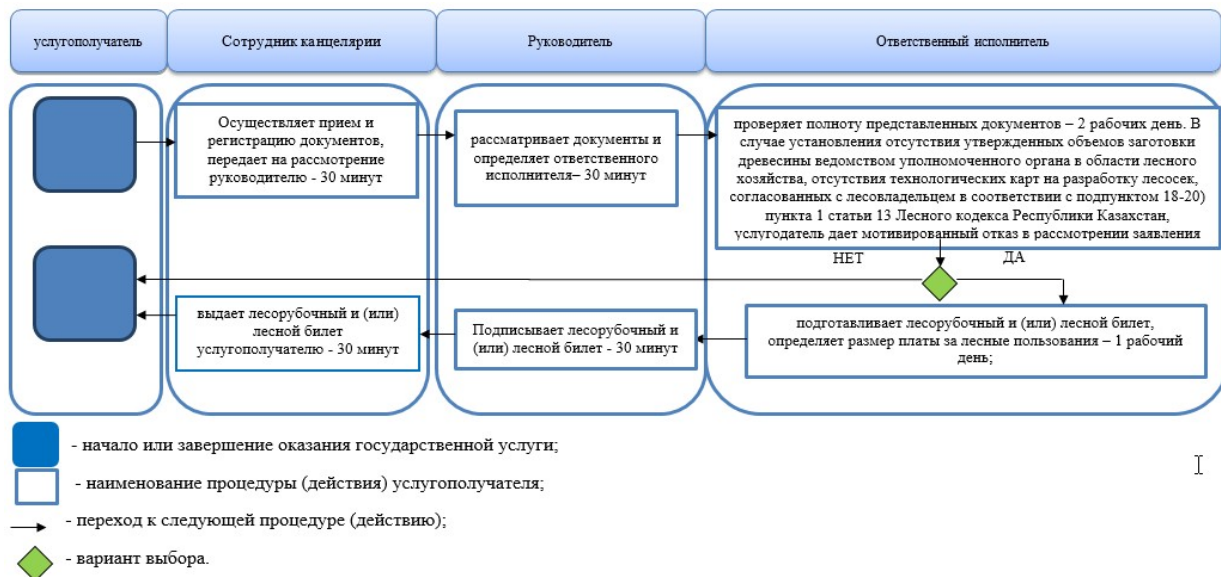 услугополучатель
Сотрудник канцелярии
Руководитель
Ответственный исполнитель
Осуществляет прием и
регистрацию документов,
передает на рассмотрение
руководителю - 30 минут
рассматривает документы и
определяет ответственного
исполнителя– 30 минут
проверяет полноту представленных документов – 2 рабочих день. В
случае установления отсутствия утвержденных объемов заготовки
древесины ведомством уполномоченного органа в области лесного
хозяйства, отсутствия технологических карт на разработку лесосек,
согласованных с лесовладельцем в соответствии с подпунктом 18-20)
пункта 1 статьи 13 Лесного кодекса Республики Казахстан,
услугодатель дает мотивированный отказ в рассмотрении заявления
НЕТ
ДА
выдает лесорубочный и (или)
лесной билет
услугополучателю - 30 минут
Подписывает лесорубочный и
(или) лесной билет - 30 минут
подготавливает лесорубочный и (или) лесной билет,
определяет размер платы за лесные пользования – 1 рабочий
день;
- начало или завершение оказания государственной услуги;
- наименование процедуры (действия) услугополучателя;
- переход к следующей процедуре (действию);
- вариант выбора.